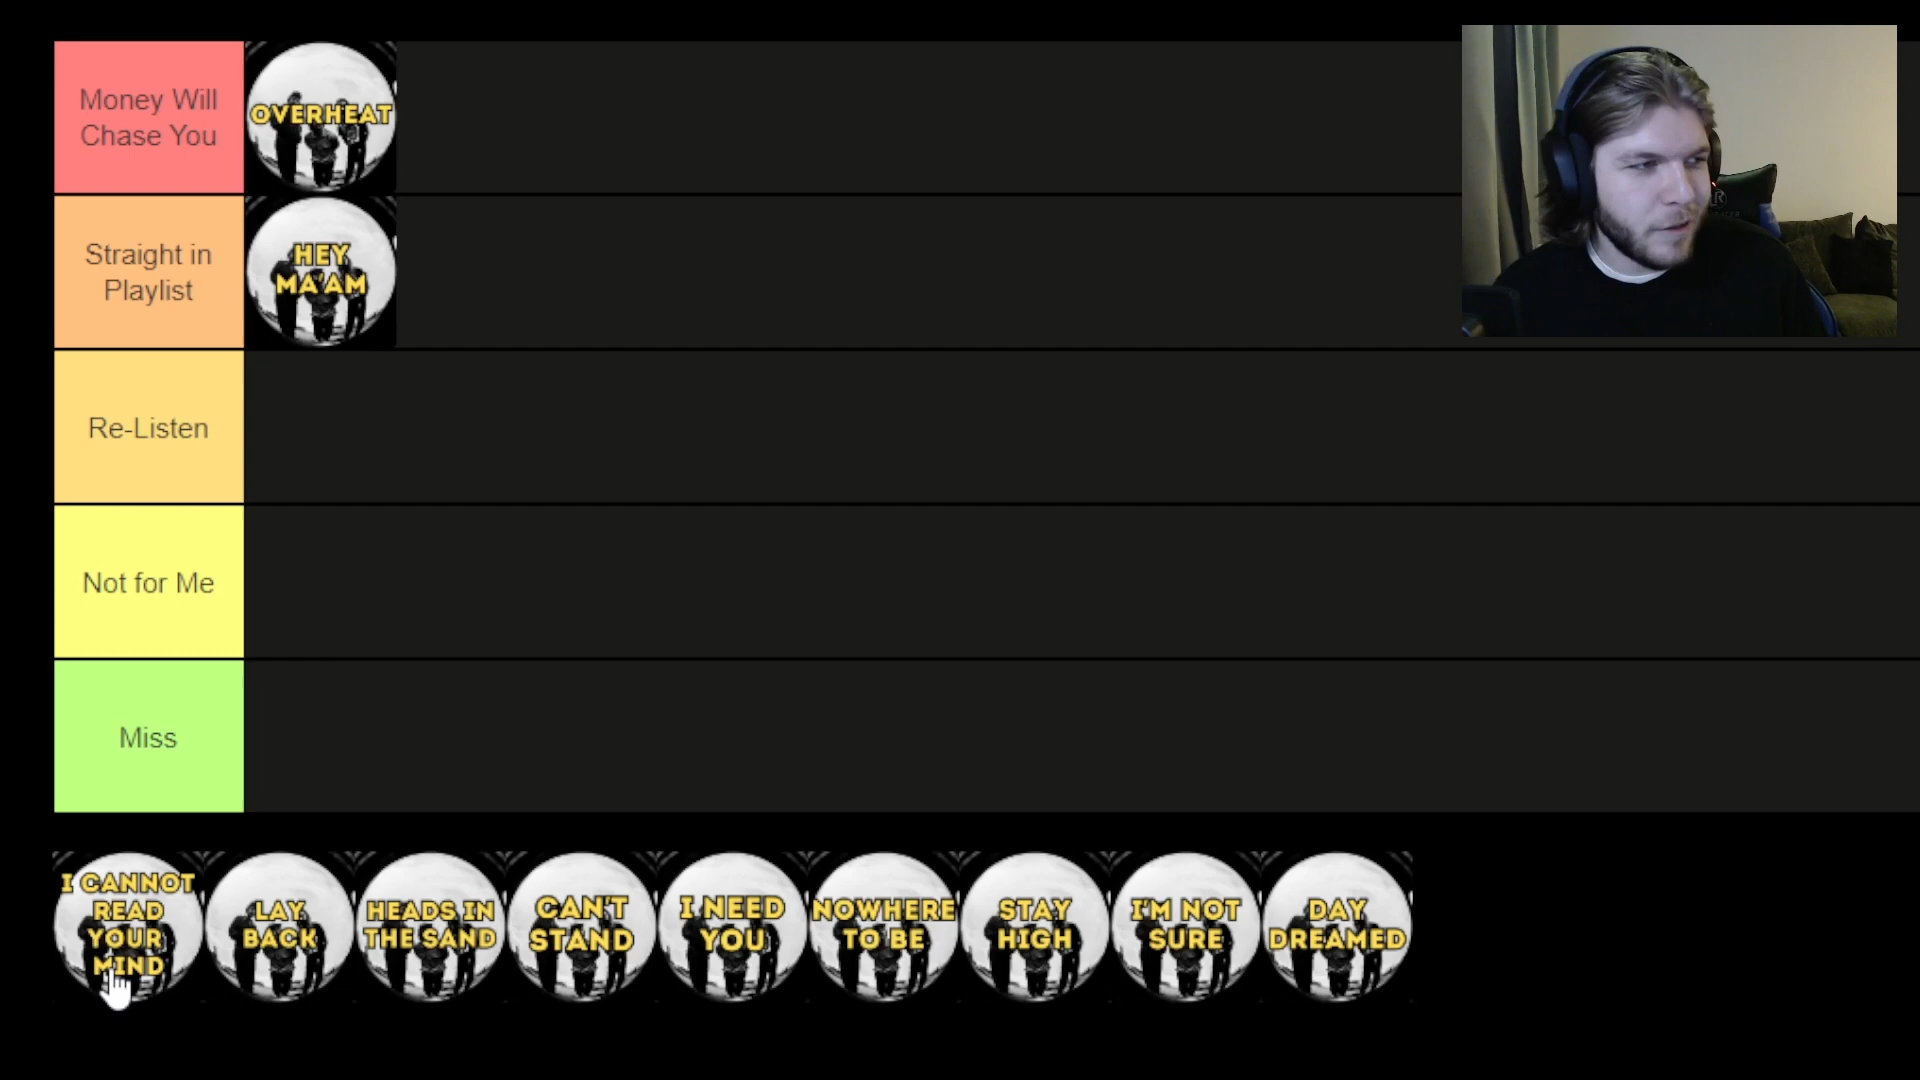 Money Will
Chase You
OVERHEAT
Straight in
Playlist
HEY
MA'AM
Re-Listen
Not for Me
Miss
I CANNOT
READ
YOUR
MIND
LAY
BACK
HEADS IN
THE SAND
CAN'T
STAND
I NEED
YOU
NOWHERE
TO BE
STAY
HIGH
I'M NOT
SURE
DAY
DREAMED